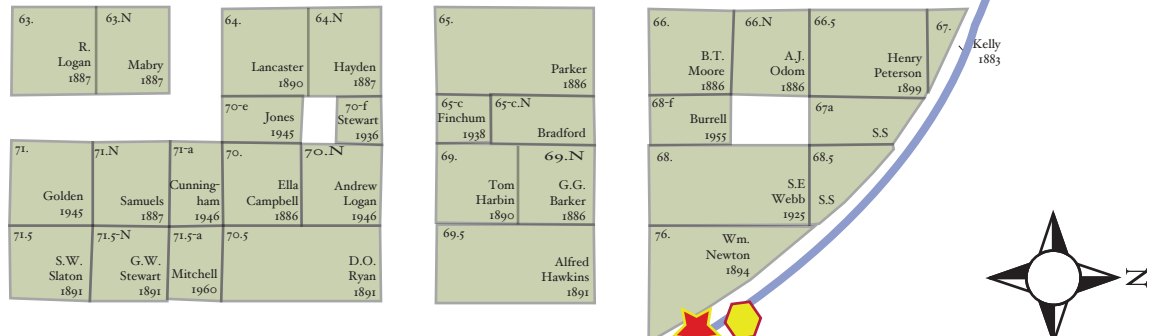 63.
R.
Logan
1887
63.N
Mabry
1887
64.
Lancaster
1890
64.N
Hayden
1887
65.
Parker
1886
66.
B.T.
Moore
1886
66.N
A.J.
Odom
1886
66.5
Henry
Peterson
1899
67.
Kelly
1883
70-e
Jones
1945
70-f
Stewart
1936
65-c
Finchum
1938
65-c.N
Bradford
68-f
Burrell
1955
67a
S.S
71.
Golden
1945
71.N
Samuels
1887
71-a
Cunning-
ham
1946
70.
Ella
Campbell
1886
70.N
Andrew
Logan
1946
69.
Tom
Harbin
1890
69.N
G.G.
Barker
1886
68.
S.E
Webb
1925
68.5
S.S
71.5
S.W.
Slaton
1891
71.5-N
G.W.
Stewart
1891
71.5-a
Mitchell
1960
70.5
D.O.
Ryan
1891
69.5
Alfred
Hawkins
1891
76.
Wm.
Newton
1894
N